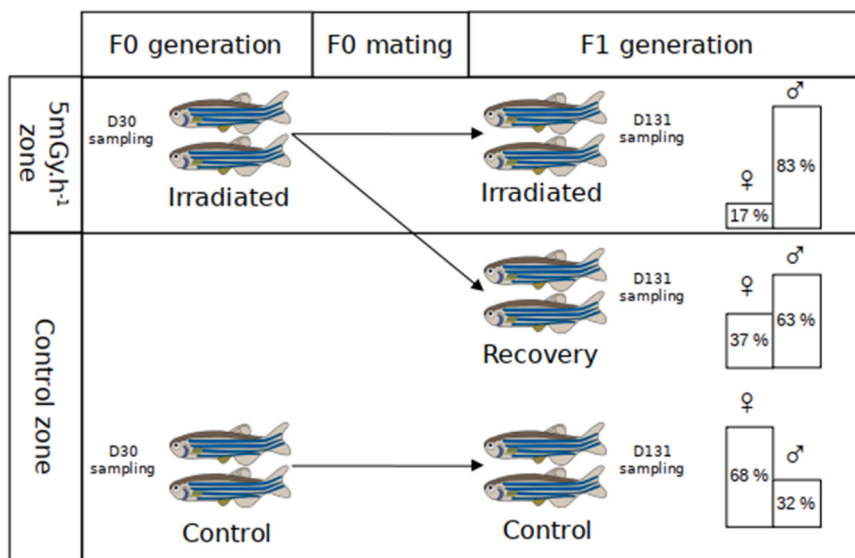 F0 generation
F0 mating
F1 generation
5mGy.h⁻¹
zone
D30
sampling
Irradiated
Irradiated
D131
sampling
♀
17 %
♂
83 %
Control zone
Recovery
D131
sampling
♀
37 %
♂
63 %
D30
sampling
Control
Control
D131
sampling
♀
68 %
♂
32 %